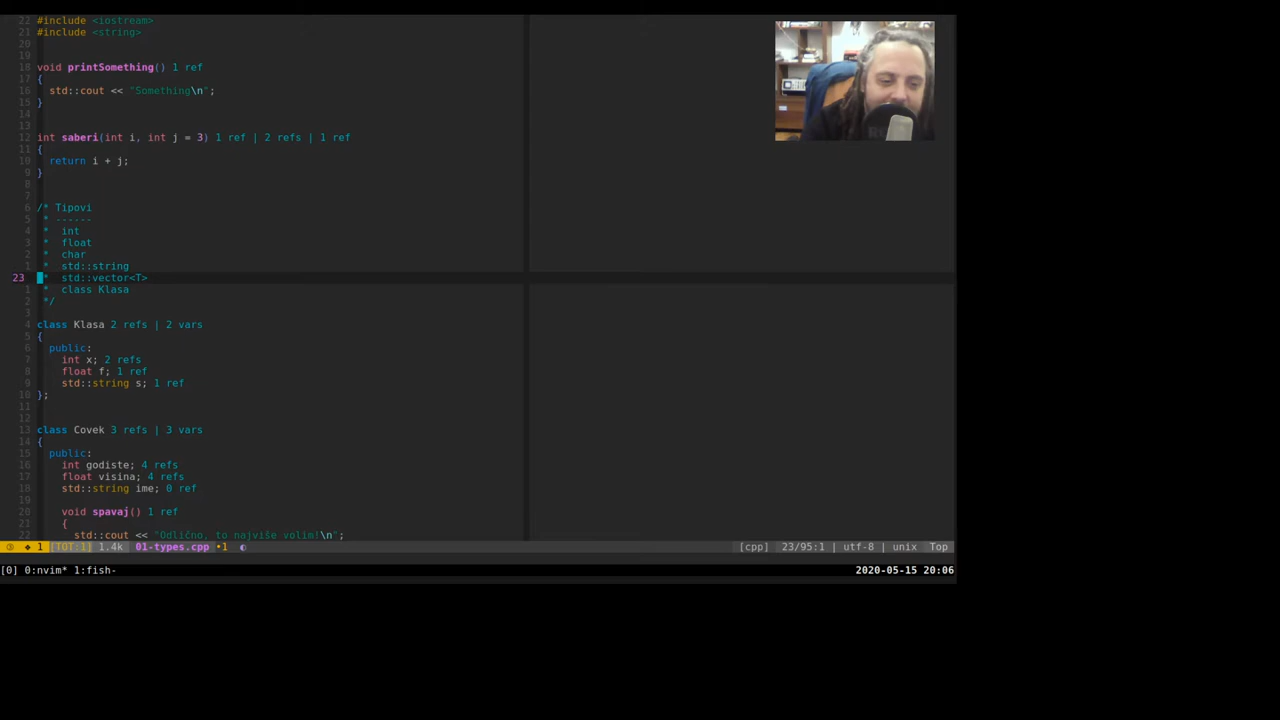 22 #include <iostream>
21 #include <string>
20
19
18 void printSomething() 1 ref
17 {
16   std::cout << "Something\n";
15 }
14
13
12 int saberi(int i, int j = 3) 1 ref | 2 refs | 1 ref
11 {
10   return i + j;
9 }
8
7
6 /* Tipovi
5  * ------
4  *  int
3  *  float
2  *  char
1  *  std::string
23  *  std::vector<T>
1  *  class Klasa
2  */
3
4 class Klasa 2 refs | 2 vars
5 {
6   public:
7     int x; 2 refs
8     float f; 1 ref
9     std::string s; 1 ref
10 };
11
12
13 class Covek 3 refs | 3 vars
14 {
15   public:
16     int godiste; 4 refs
17     float visina; 4 refs
18     std::string ime; 0 ref
19
20     void spavaj() 1 ref
21     {
22       std::cout << "Odlično, to najviše volim!\n";
③ ◆ 1 [TOT:1] 1.4k 01-types.cpp •1 [cpp] 23/95:1 | utf-8 | unix Top
[0] 0:nvim* 1:fish- 2020-05-15 20:06